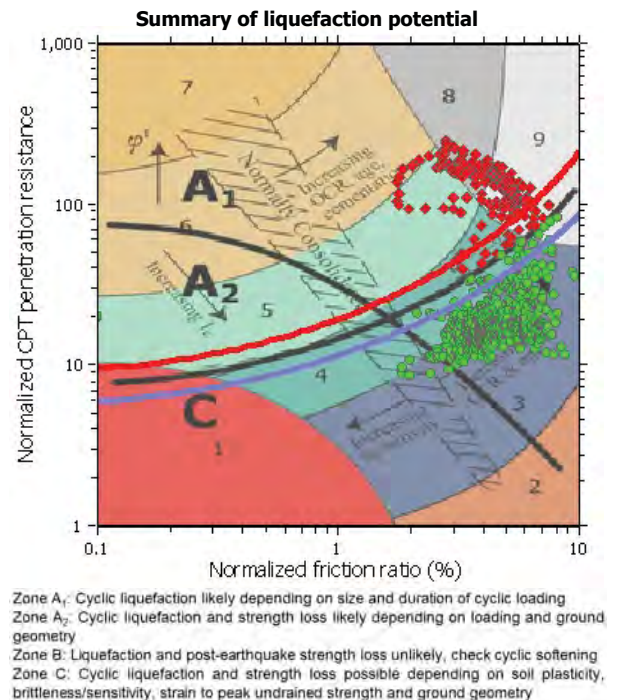 Summary of liquefaction potential
1,000
100
10
1
Normalized CPT penetration resistance
7
8
9
φ'
Normally Consolid
Increasing
OCR, age,
cementation
A1
6
A2
Increasing Ic
5
4
C
1
3
2
Increasing
Sensitivity
0.1
1
10
Normalized friction ratio (%)
Zone A1: Cyclic liquefaction likely depending on size and duration of cyclic loading
Zone A2: Cyclic liquefaction and strength loss likely depending on loading and ground
geometry
Zone B: Liquefaction and post-earthquake strength loss unlikely, check cyclic softening
Zone C: Cyclic liquefaction and strength loss possible depending on soil plasticity,
brittleness/sensitivity, strain to peak undrained strength and ground geometry